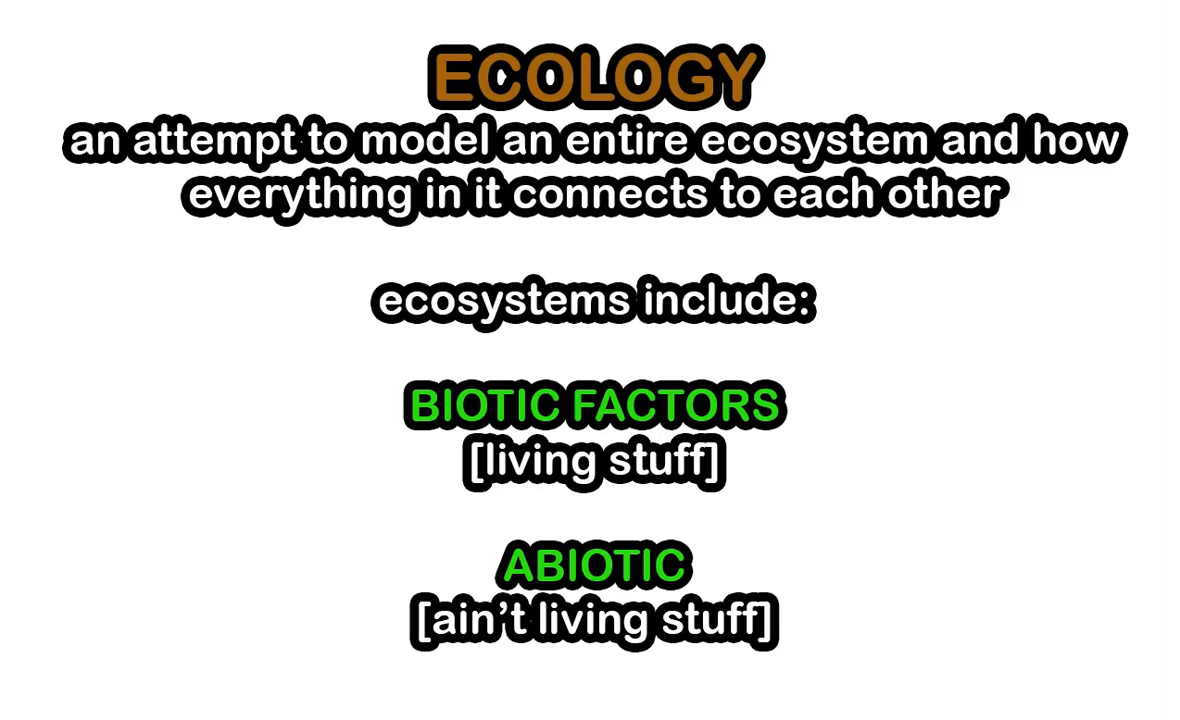 ECOLOGY
an attempt to model an entire ecosystem and how
everything in it connects to each other
ecosystems include:
BIOTIC FACTORS
[living stuff]
ABIOTIC
[ain’t living stuff]